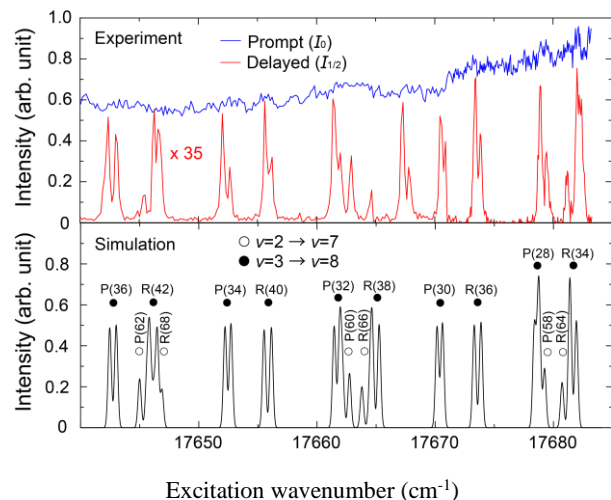 Intensity (arb. unit)
1.0
0.8
0.6
0.4
0.2
0
Experiment
Prompt (I0)
Delayed (I1/2)
x 35
Intensity (arb. unit)
0.8
0.6
0.4
0.2
0
Simulation
○ v=2 → v=7
● v=3 → v=8
P(36)
P(62)
R(42)
R(68)
P(34)
R(40)
P(32)
P(60)
R(66)
R(38)
P(30)
R(36)
P(28)
P(58)
R(64)
R(34)
17650
17660
17670
17680
Excitation wavenumber (cm-1)